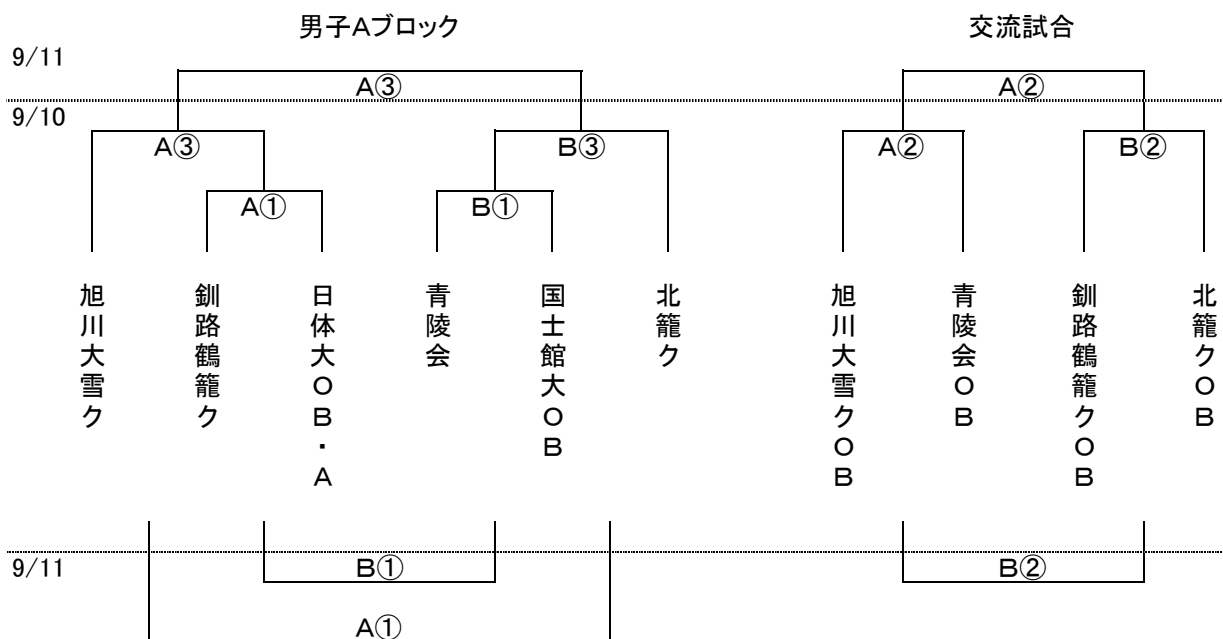 男子Aブロック
交流試合
9/11
A③
A②
9/10
A③
B③
A②
B②
A①
B①
旭川大雪ク
釧路鶴籠ク
日体大OB・A
青陵会
国士館大OB
北籠ク
旭川大雪クOB
青陵会OB
釧路鶴籠クOB
北籠クOB
9/11
B①
B②
A①